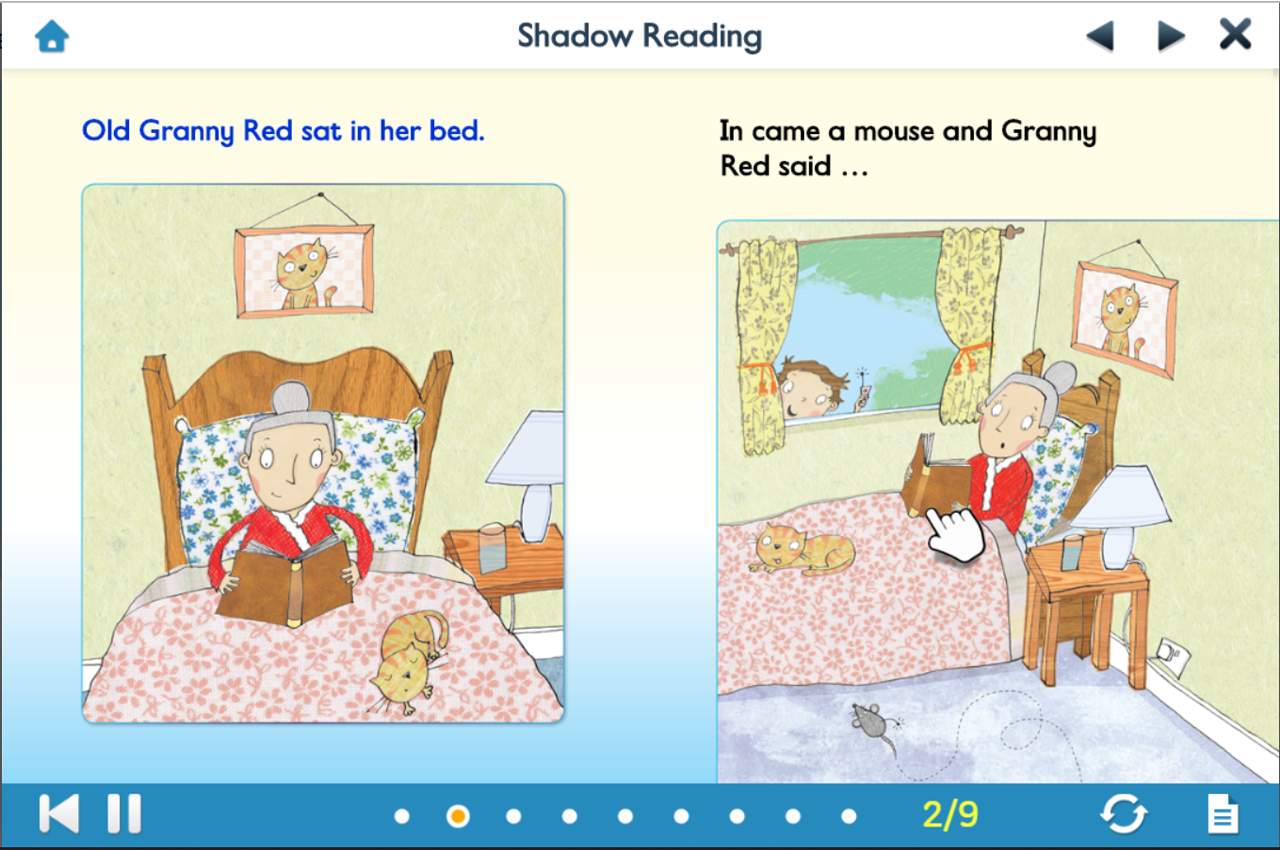 Shadow Reading
Old Granny Red sat in her bed.
In came a mouse and Granny
Red said …
2/9